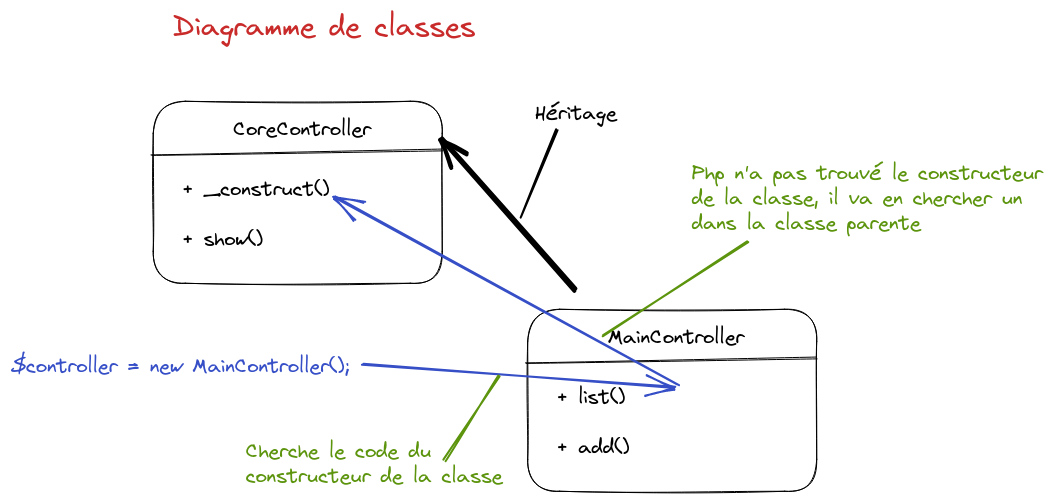 Diagramme de classes
Héritage
CoreController
+ __construct()
+ show()
Php n'a pas trouvé le constructeur
de la classe, il va en chercher un
dans la classe parente
MainController
+ list()
+ add()
$controller = new MainController();
Cherche le code du
constructeur de la classe